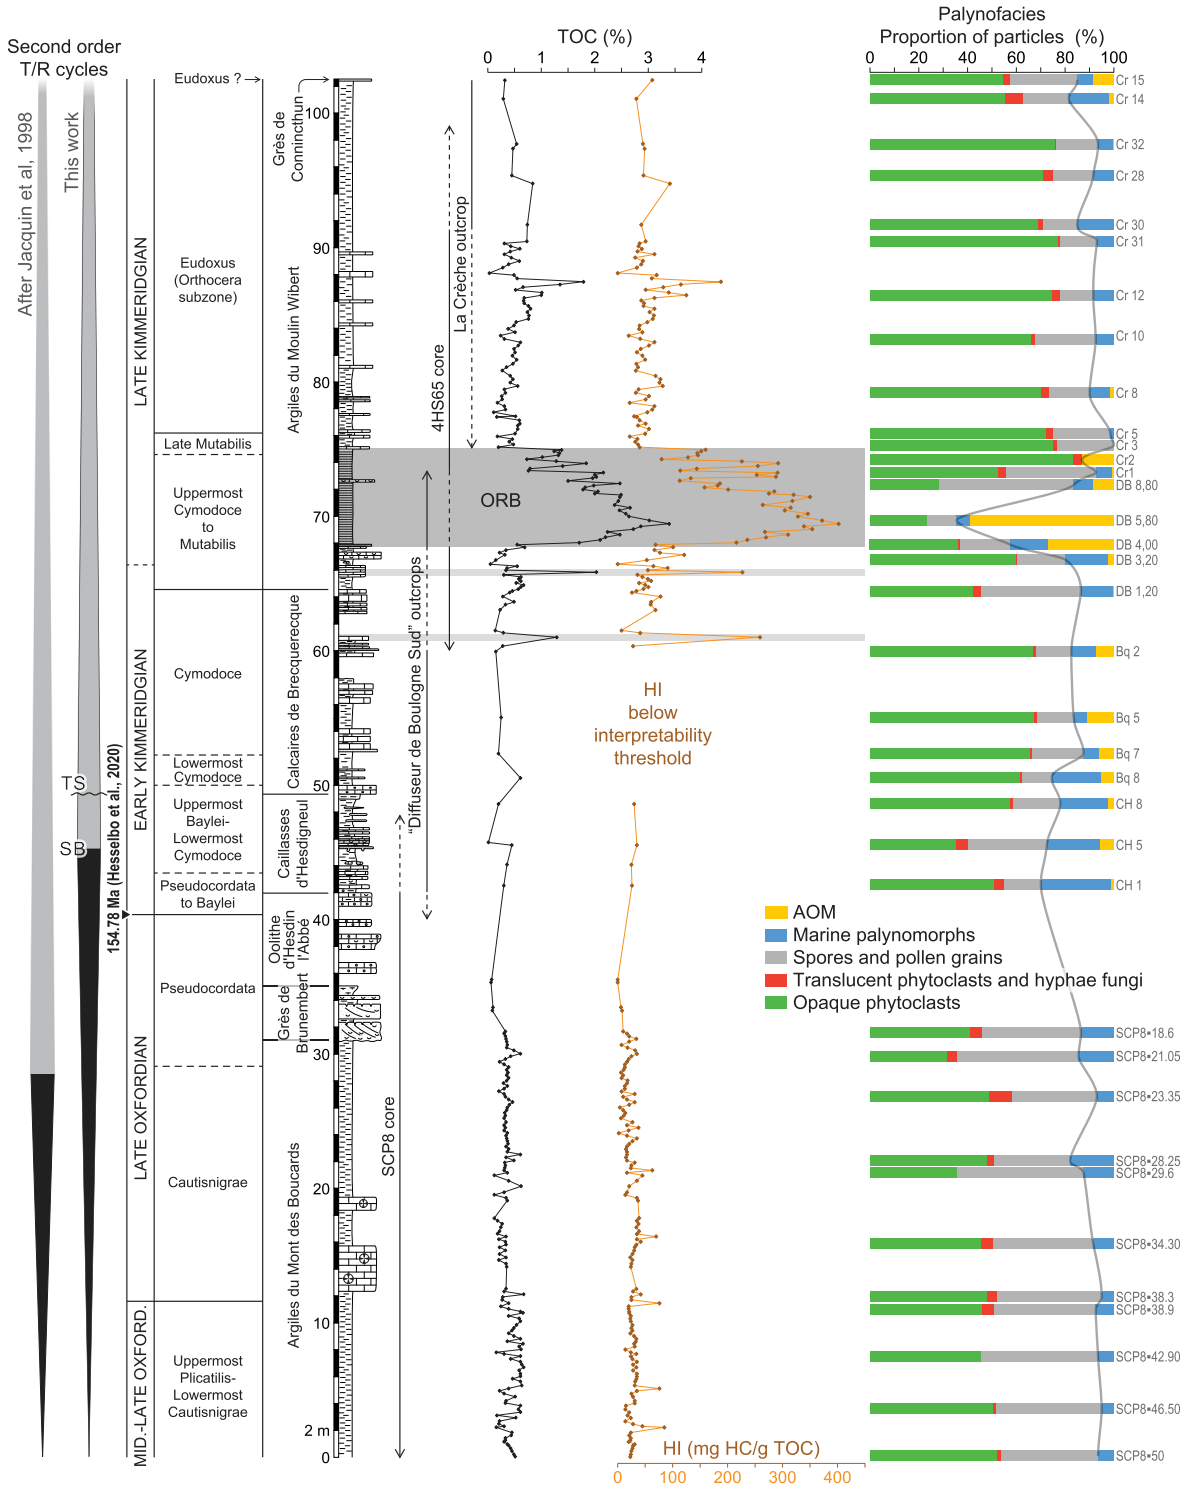 Second order
T/R cycles
After Jacquin et al, 1998
This work
TS
SB
154.78 Ma (Hesselbo et al., 2020)
LATE KIMMERIDGIAN
EARLY KIMMERIDGIAN
LATE OXFORDIAN
MID.-LATE OXFORD.
Eudoxus ?
Eudoxus
(Orthocera
subzone)
Late Mutabilis
Uppermost
Cymodoce
to
Mutabilis
Cymodoce
Lowermost
Cymodoce
Uppermost
Baylei-
Lowermost
Cymodoce
Pseudocordata
to Baylei
Pseudocordata
Cautisnigrae
Uppermost
Plicatilis-
Lowermost
Cautisnigrae
Grès de
Connincthun
Argiles du Moulin Wibert
Calcaires de Brecquerecque
Caillasses
d'Hesdigneul
Oolithe
d'Hesdin
l'Abbé
Grès de
Brunembert
Argiles du Mont des Boucards
100
90
80
70
60
50
40
30
20
10
2 m
0
La Crèche outcrop
4HS65 core
“Diffuseur de Boulogne Sud” outcrops
SCP8 core
TOC (%)
0 1 2 3 4
ORB
HI
below
interpretability
threshold
HI (mg HC/g TOC)
0 100 200 300 400
Palynofacies
Proportion of particles (%)
0 20 40 60 80 100
Cr 15
Cr 14
Cr 32
Cr 28
Cr 30
Cr 31
Cr 12
Cr 10
Cr 8
Cr 5
Cr 3
Cr2
Cr1
DB 8,80
DB 5,80
DB 4,00
DB 3,20
DB 1,20
Bq 2
Bq 5
Bq 7
Bq 8
CH 8
CH 5
CH 1
AOM
Marine palynomorphs
Spores and pollen grains
Translucent phytoclasts and hyphae fungi
Opaque phytoclasts
SCP8•18.6
SCP8•21.05
SCP8•23.35
SCP8•28.25
SCP8•29.6
SCP8•34.30
SCP8•38.3
SCP8•38.9
SCP8•42.90
SCP8•46.50
SCP8•50